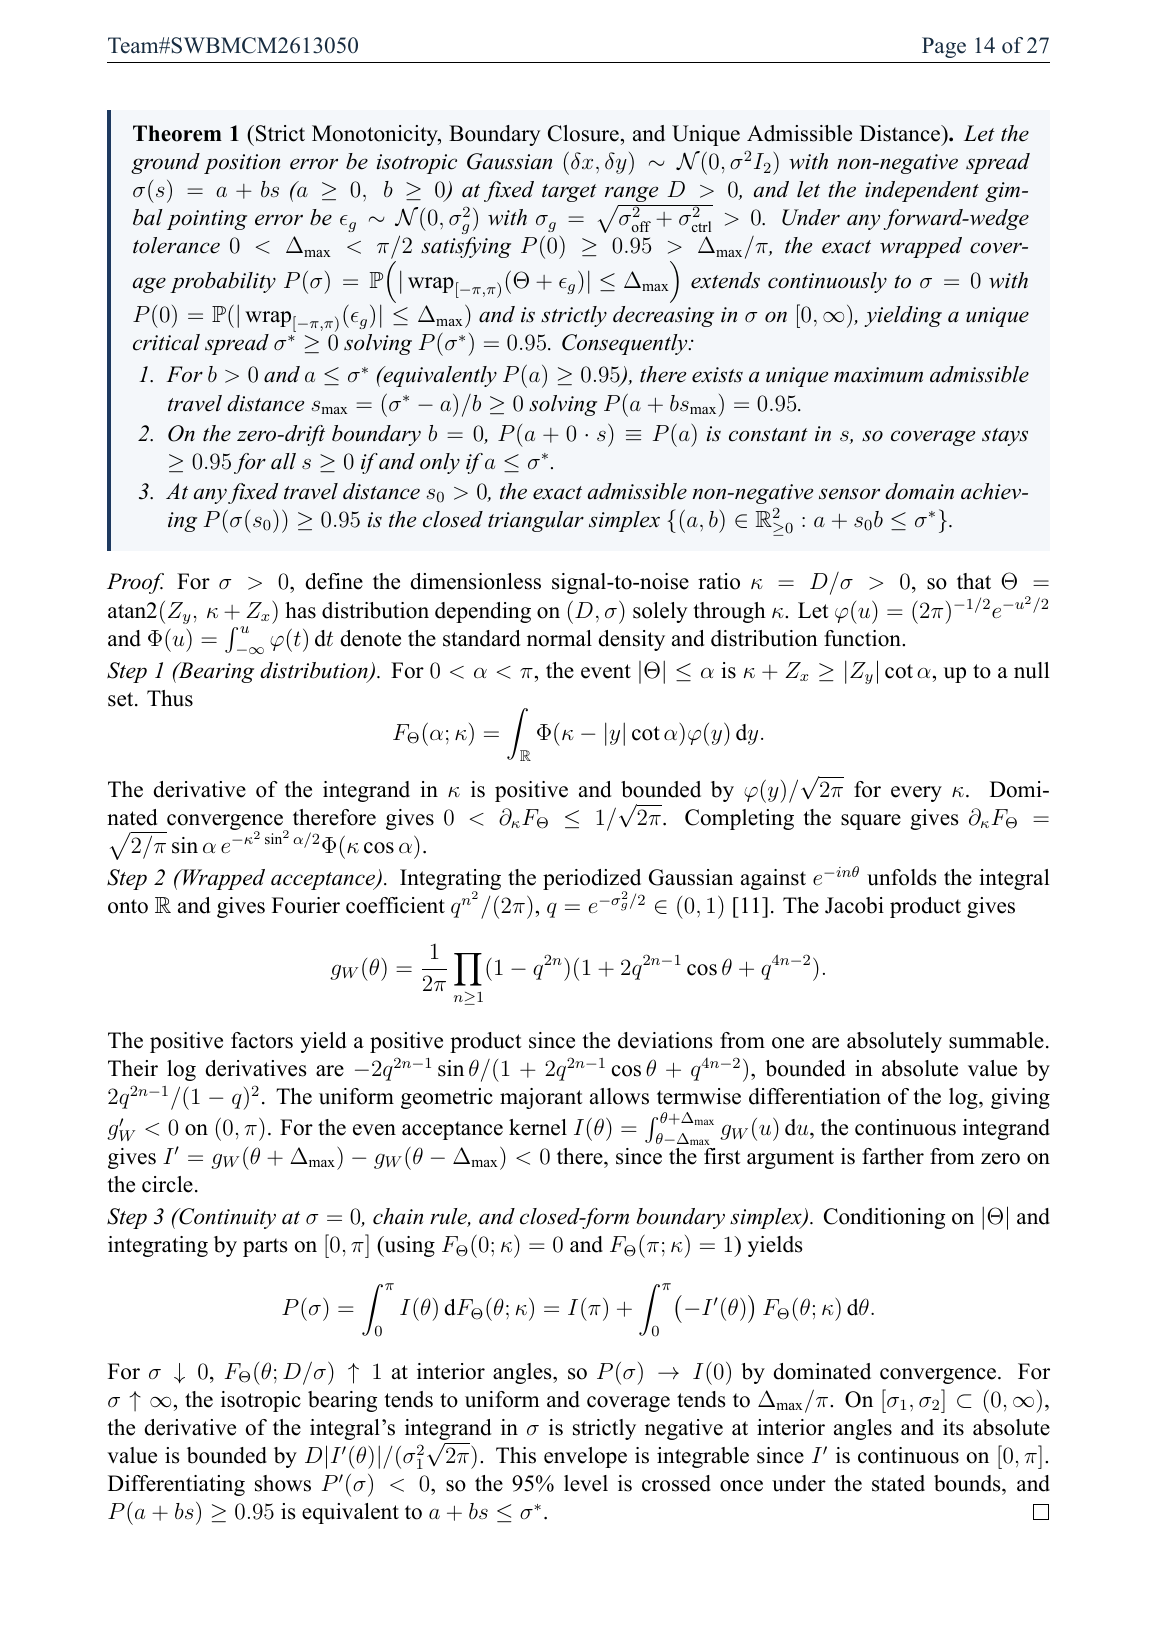 Team#SWBMCM2613050 Page 14 of 27
Theorem 1 (Strict Monotonicity, Boundary Closure, and Unique Admissible Distance). Let the
ground position error be isotropic Gaussian (δx, δy) ∼ 𝒩(0, σ²I₂) with non-negative spread
σ(s) = a + bs (a ≥ 0, b ≥ 0) at fixed target range D > 0, and let the independent gim-
bal pointing error be ϵ_g ∼ 𝒩(0, σ_g²) with σ_g = √(σ²_off + σ²_ctrl) > 0. Under any forward-wedge
tolerance 0 < Δ_max < π/2 satisfying P(0) ≥ 0.95 > Δ_max/π, the exact wrapped cover-
age probability P(σ) = ℙ(| wrap_[−π,π)(Θ + ϵ_g)| ≤ Δ_max) extends continuously to σ = 0 with
P(0) = ℙ(| wrap_[−π,π)(ϵ_g)| ≤ Δ_max) and is strictly decreasing in σ on [0, ∞), yielding a unique
critical spread σ* ≥ 0 solving P(σ*) = 0.95. Consequently:
1. For b > 0 and a ≤ σ* (equivalently P(a) ≥ 0.95), there exists a unique maximum admissible
travel distance s_max = (σ* − a)/b ≥ 0 solving P(a + bs_max) = 0.95.
2. On the zero-drift boundary b = 0, P(a + 0 · s) ≡ P(a) is constant in s, so coverage stays
≥ 0.95 for all s ≥ 0 if and only if a ≤ σ*.
3. At any fixed travel distance s₀ > 0, the exact admissible non-negative sensor domain achiev-
ing P(σ(s₀)) ≥ 0.95 is the closed triangular simplex {(a, b) ∈ ℝ²_≥0 : a + s₀b ≤ σ*}.
Proof. For σ > 0, define the dimensionless signal-to-noise ratio κ = D/σ > 0, so that Θ =
atan2(Z_y, κ + Z_x) has distribution depending on (D, σ) solely through κ. Let φ(u) = (2π)^{−1/2}e^{−u²/2}
and Φ(u) = ∫_{−∞}^{u} φ(t) dt denote the standard normal density and distribution function.
Step 1 (Bearing distribution). For 0 < α < π, the event |Θ| ≤ α is κ + Z_x ≥ |Z_y| cot α, up to a null
set. Thus
F_Θ(α; κ) = ∫_ℝ Φ(κ − |y| cot α)φ(y) dy.
The derivative of the integrand in κ is positive and bounded by φ(y)/√2π for every κ. Domi-
nated convergence therefore gives 0 < ∂_κF_Θ ≤ 1/√2π. Completing the square gives ∂_κF_Θ =
√(2/π) sin α e^{−κ² sin² α/2}Φ(κ cos α).
Step 2 (Wrapped acceptance). Integrating the periodized Gaussian against e^{−inθ} unfolds the integral
onto ℝ and gives Fourier coefficient q^{n²}/(2π), q = e^{−σ_g²/2} ∈ (0, 1) [11]. The Jacobi product gives
g_W(θ) = 1/2π ∏_{n≥1} (1 − q^{2n})(1 + 2q^{2n−1} cos θ + q^{4n−2}).
The positive factors yield a positive product since the deviations from one are absolutely summable.
Their log derivatives are −2q^{2n−1} sin θ/(1 + 2q^{2n−1} cos θ + q^{4n−2}), bounded in absolute value by
2q^{2n−1}/(1 − q)². The uniform geometric majorant allows termwise differentiation of the log, giving
g′_W < 0 on (0, π). For the even acceptance kernel I(θ) = ∫_{θ−Δ_max}^{θ+Δ_max} g_W(u) du, the continuous integrand
gives I′ = g_W(θ + Δ_max) − g_W(θ − Δ_max) < 0 there, since the first argument is farther from zero on
the circle.
Step 3 (Continuity at σ = 0, chain rule, and closed-form boundary simplex). Conditioning on |Θ| and
integrating by parts on [0, π] (using F_Θ(0; κ) = 0 and F_Θ(π; κ) = 1) yields
P(σ) = ∫_0^π I(θ) dF_Θ(θ; κ) = I(π) + ∫_0^π (−I′(θ)) F_Θ(θ; κ) dθ.
For σ ↓ 0, F_Θ(θ; D/σ) ↑ 1 at interior angles, so P(σ) → I(0) by dominated convergence. For
σ ↑ ∞, the isotropic bearing tends to uniform and coverage tends to Δ_max/π. On [σ₁, σ₂] ⊂ (0, ∞),
the derivative of the integral's integrand in σ is strictly negative at interior angles and its absolute
value is bounded by D|I′(θ)|/(σ₁²√2π). This envelope is integrable since I′ is continuous on [0, π].
Differentiating shows P′(σ) < 0, so the 95% level is crossed once under the stated bounds, and
P(a + bs) ≥ 0.95 is equivalent to a + bs ≤ σ*. □